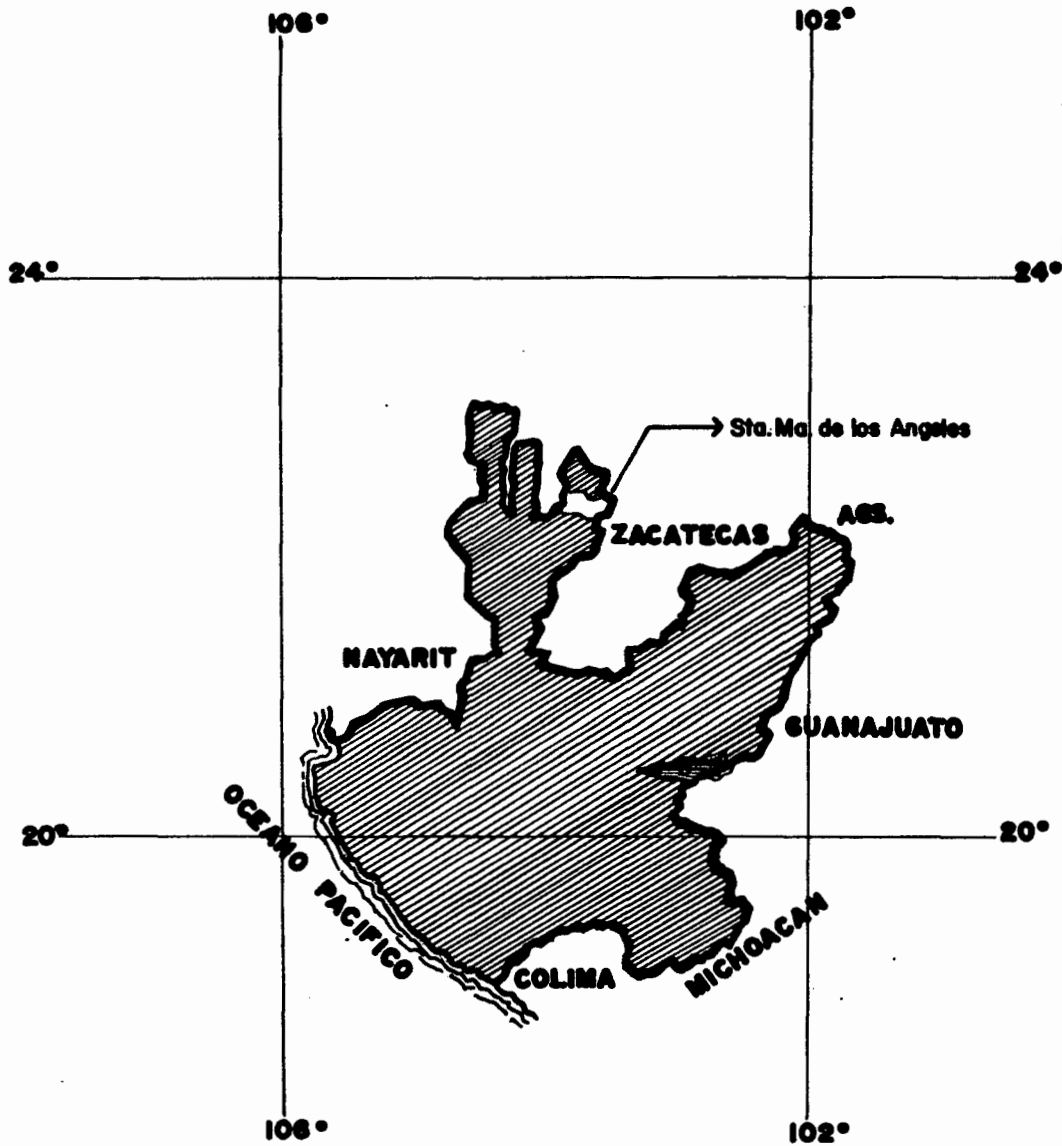 106°
102°
24°
24°
Sta. Ma. de los Angeles
AGS.
ZACATECAS
NAYARIT
GUANAJUATO
OCEANO PACIFICO
20°
20°
MICHOACAN
COLIMA
106°
102°